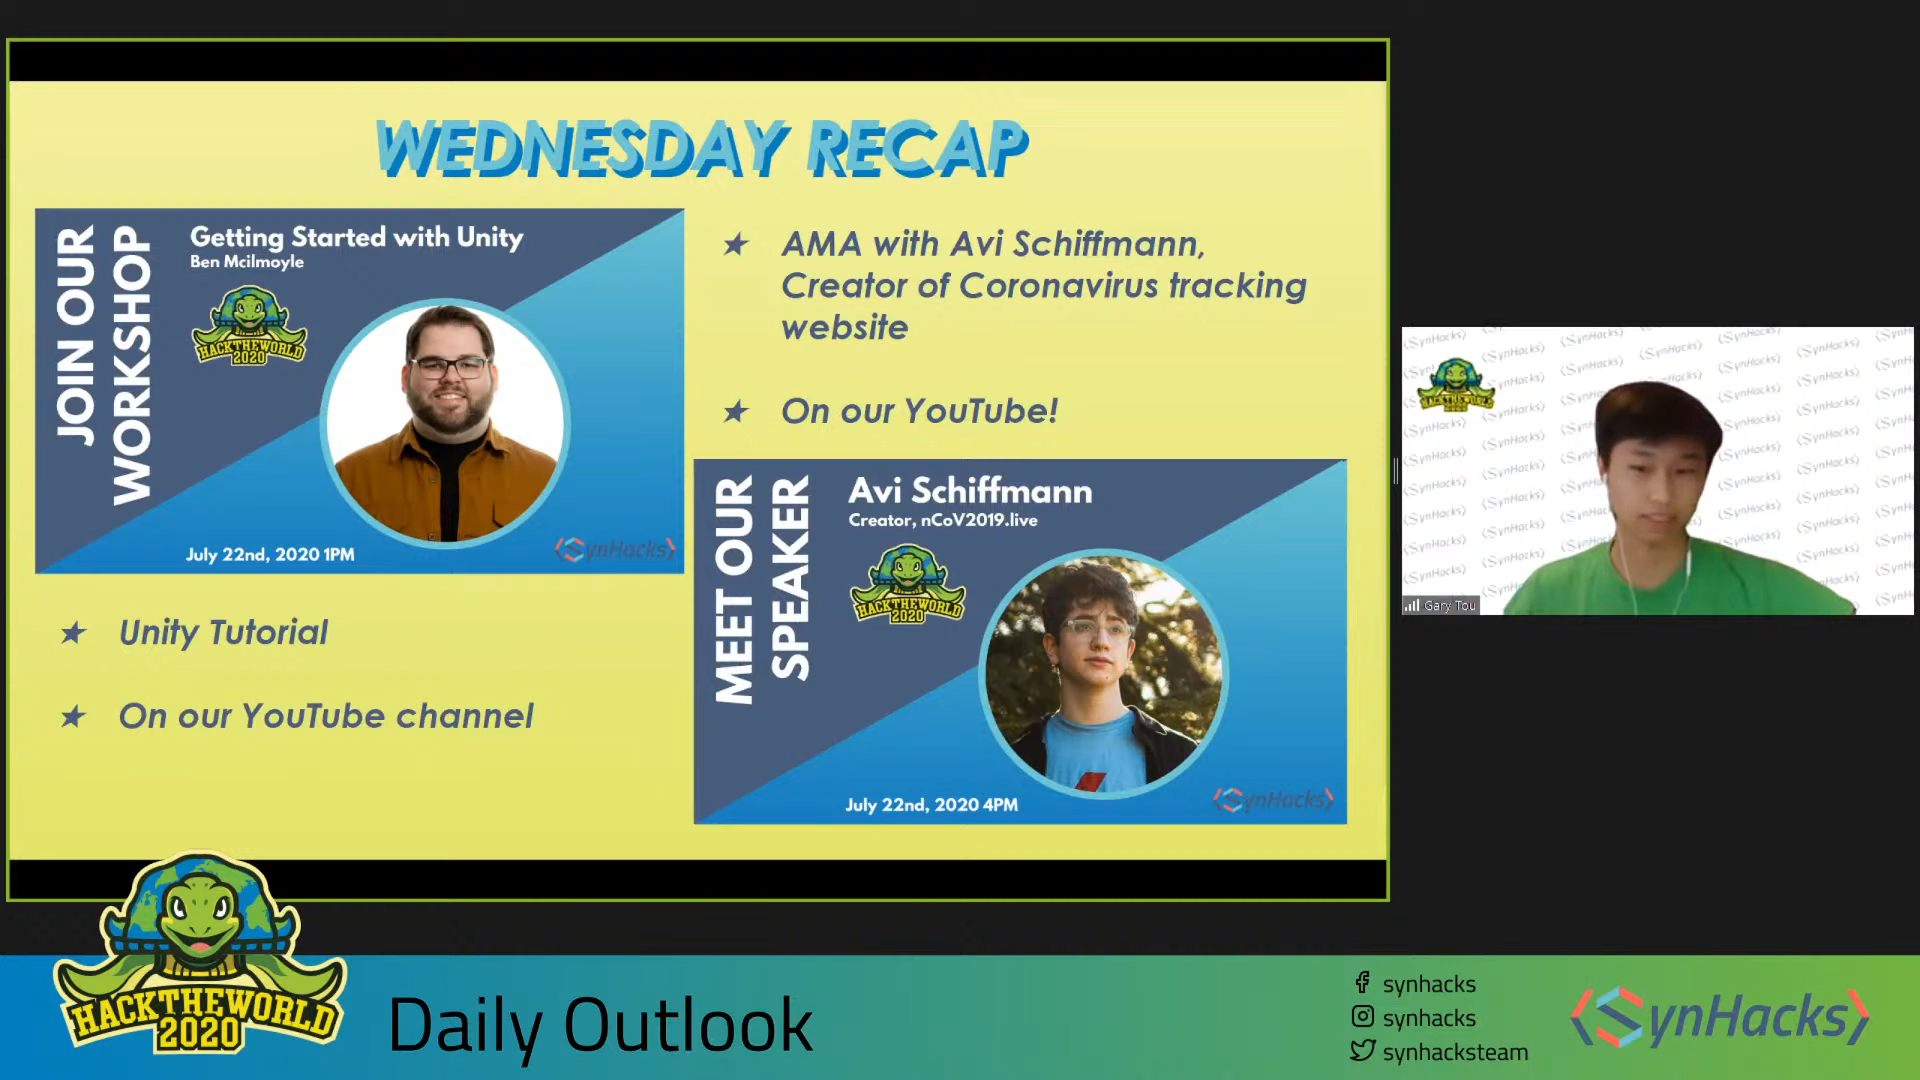 WEDNESDAY RECAP
JOIN OUR
WORKSHOP
Getting Started with Unity
Ben Mcilmoyle
HACKTHEWORLD
2020
July 22nd, 2020 1PM
SynHacks
★ Unity Tutorial
★ On our YouTube channel
★ AMA with Avi Schiffmann,
Creator of Coronavirus tracking
website
★ On our YouTube!
MEET OUR
SPEAKER
Avi Schiffmann
Creator, nCoV2019.live
HACKTHEWORLD
2020
July 22nd, 2020 4PM
SynHacks
HACKTHEWORLD
SynHacks
Gary Tou
HACKTHEWORLD
2020
Daily Outlook
synhacks
synhacks
synhacksteam
SynHacks